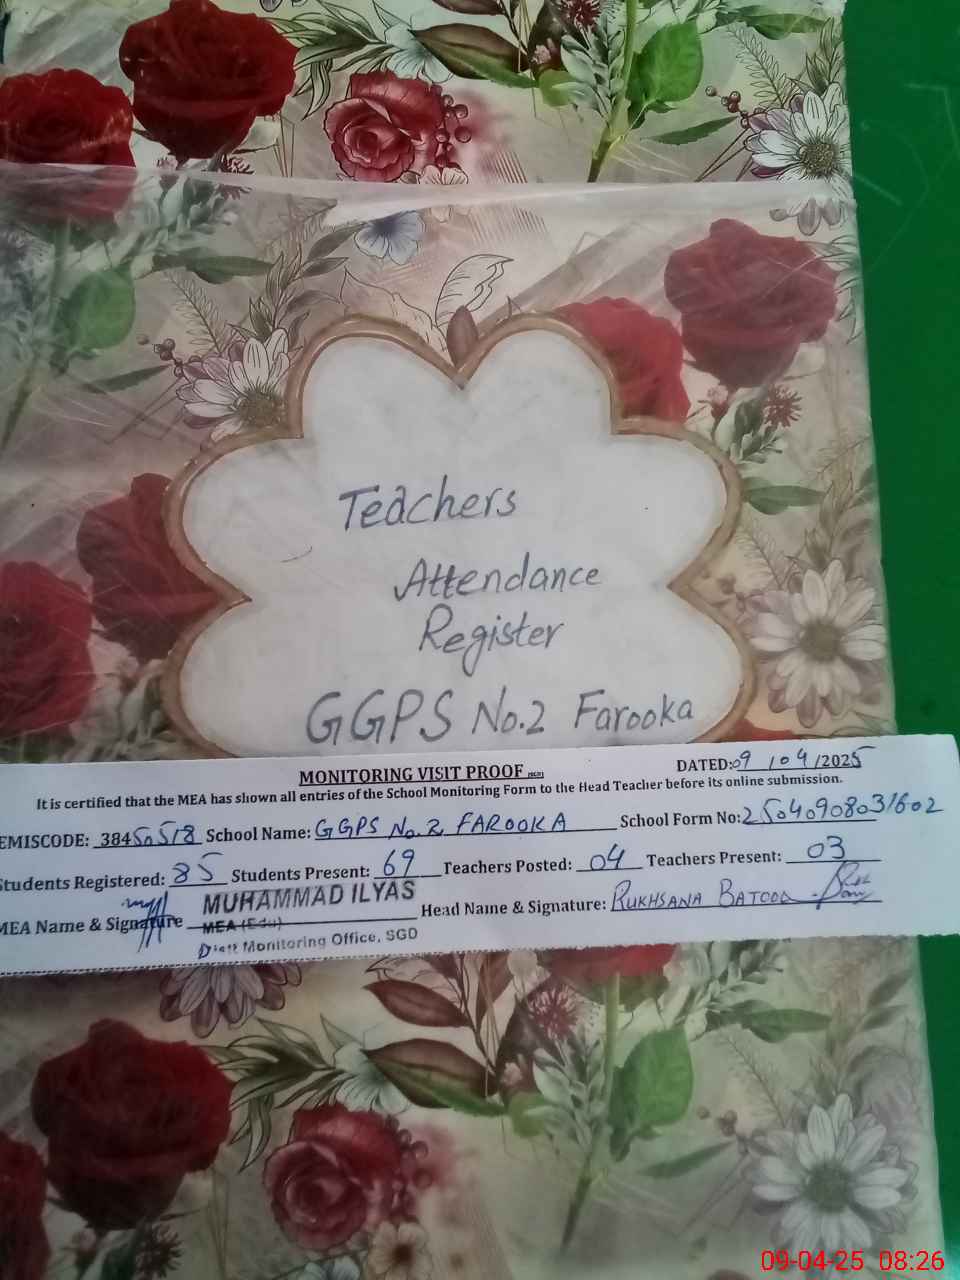 Teachers
Attendance
Register
GGPS No.2 Farooka
MONITORING VISIT PROOF
DATED: 09 / 04 /2025
It is certified that the MEA has shown all entries of the School Monitoring Form to the Head Teacher before its online submission.
EMISCODE: 38450518 School Name: GGPS No. 2 FAROOKA School Form No: 25040908031602
Students Registered: 85 Students Present: 69 Teachers Posted: 04 Teachers Present: 03
MEA Name & Signature MUHAMMAD ILYAS Head Name & Signature: RUKHSANA BATOOL
MEA (Edu)
Distt Monitoring Office, SGD
09-04-25 08:26